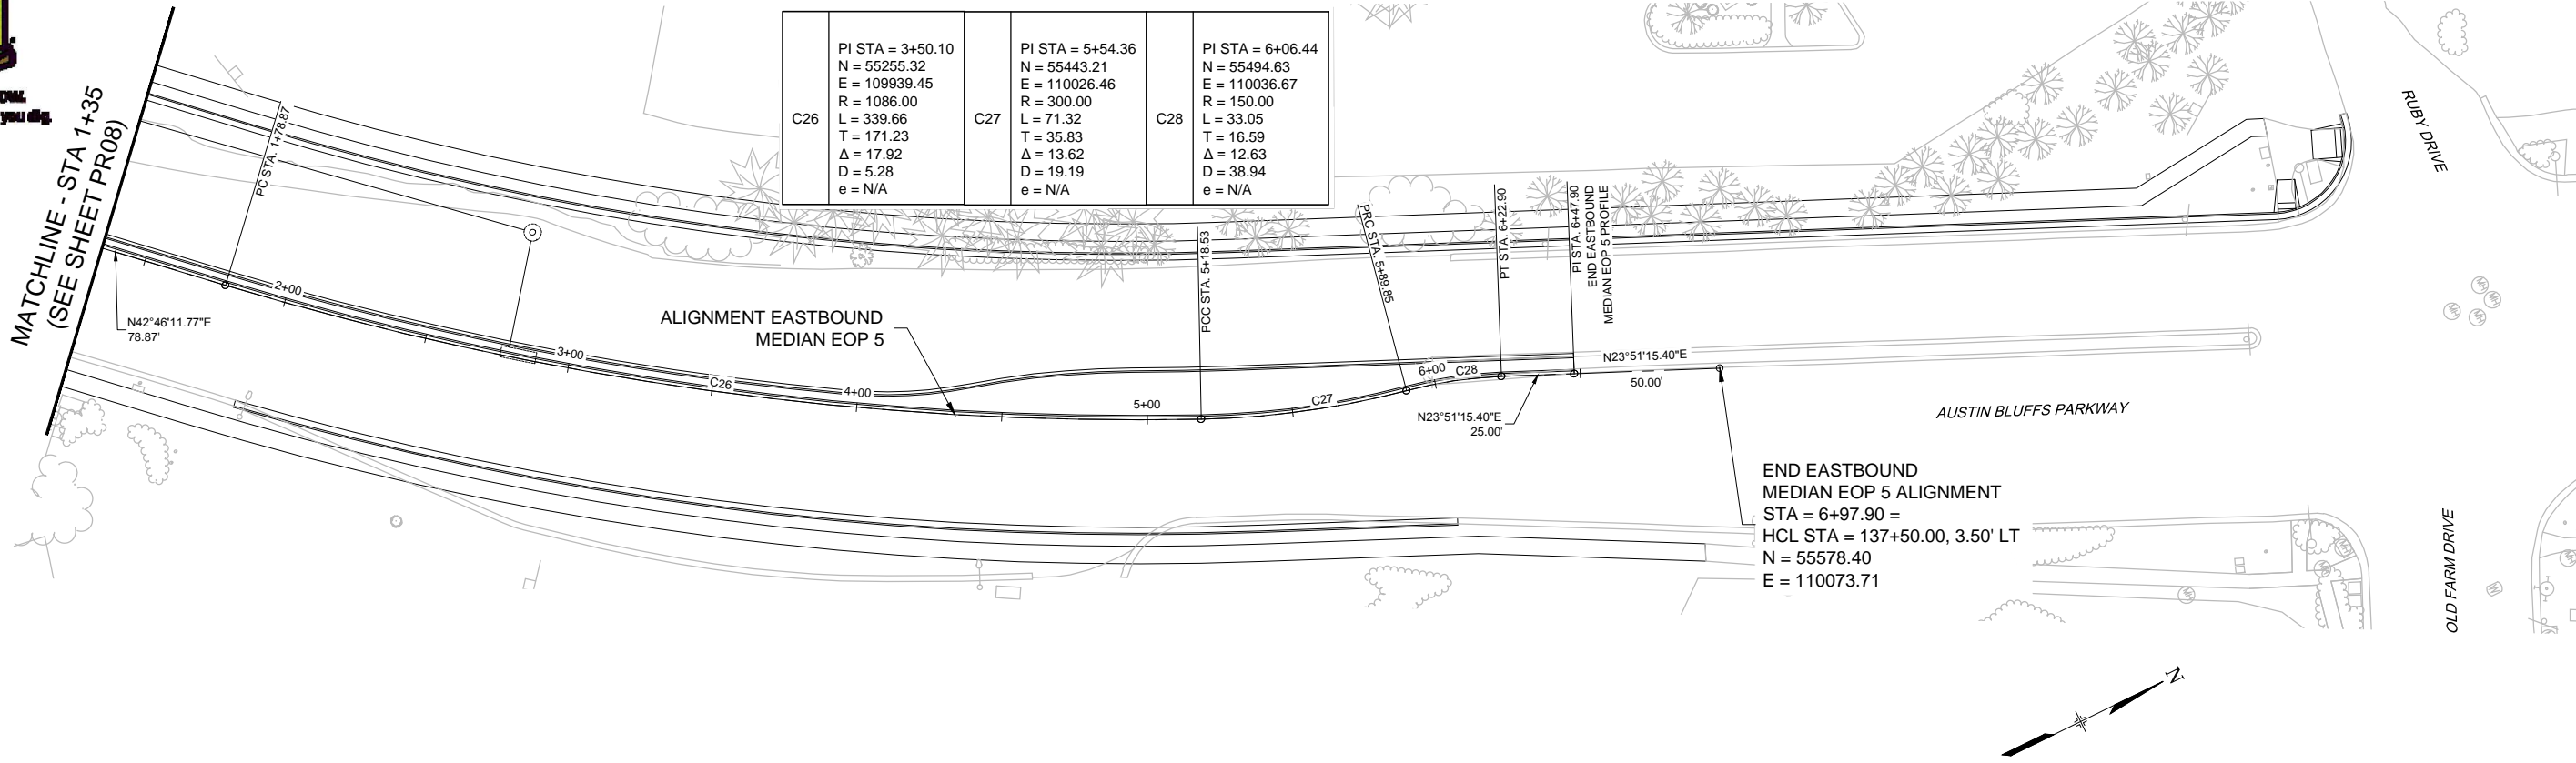 ow.
you dig.
MATCHLINE - STA 1+35
(SEE SHEET PR08)
PC STA. 1+78.87
N42°46'11.77"E
78.87'
2+00
3+00
C26
4+00
5+00
ALIGNMENT EASTBOUND
MEDIAN EOP 5
C26
PI STA = 3+50.10
N = 55255.32
E = 109939.45
R = 1086.00
L = 339.66
T = 171.23
Δ = 17.92
D = 5.28
e = N/A
C27
PI STA = 5+54.36
N = 55443.21
E = 110026.46
R = 300.00
L = 71.32
T = 35.83
Δ = 13.62
D = 19.19
e = N/A
C28
PI STA = 6+06.44
N = 55494.63
E = 110036.67
R = 150.00
L = 33.05
T = 16.59
Δ = 12.63
D = 38.94
e = N/A
PCC STA. 5+18.53
C27
PRC STA. 5+89.85
6+00
C28
PT STA. 6+22.90
PI STA. 6+47.90
END EASTBOUND
MEDIAN EOP 5 PROFILE
N23°51'15.40"E
25.00'
N23°51'15.40"E
50.00'
AUSTIN BLUFFS PARKWAY
END EASTBOUND
MEDIAN EOP 5 ALIGNMENT
STA = 6+97.90 =
HCL STA = 137+50.00, 3.50' LT
N = 55578.40
E = 110073.71
RUBY DRIVE
OLD FARM DRIVE
N